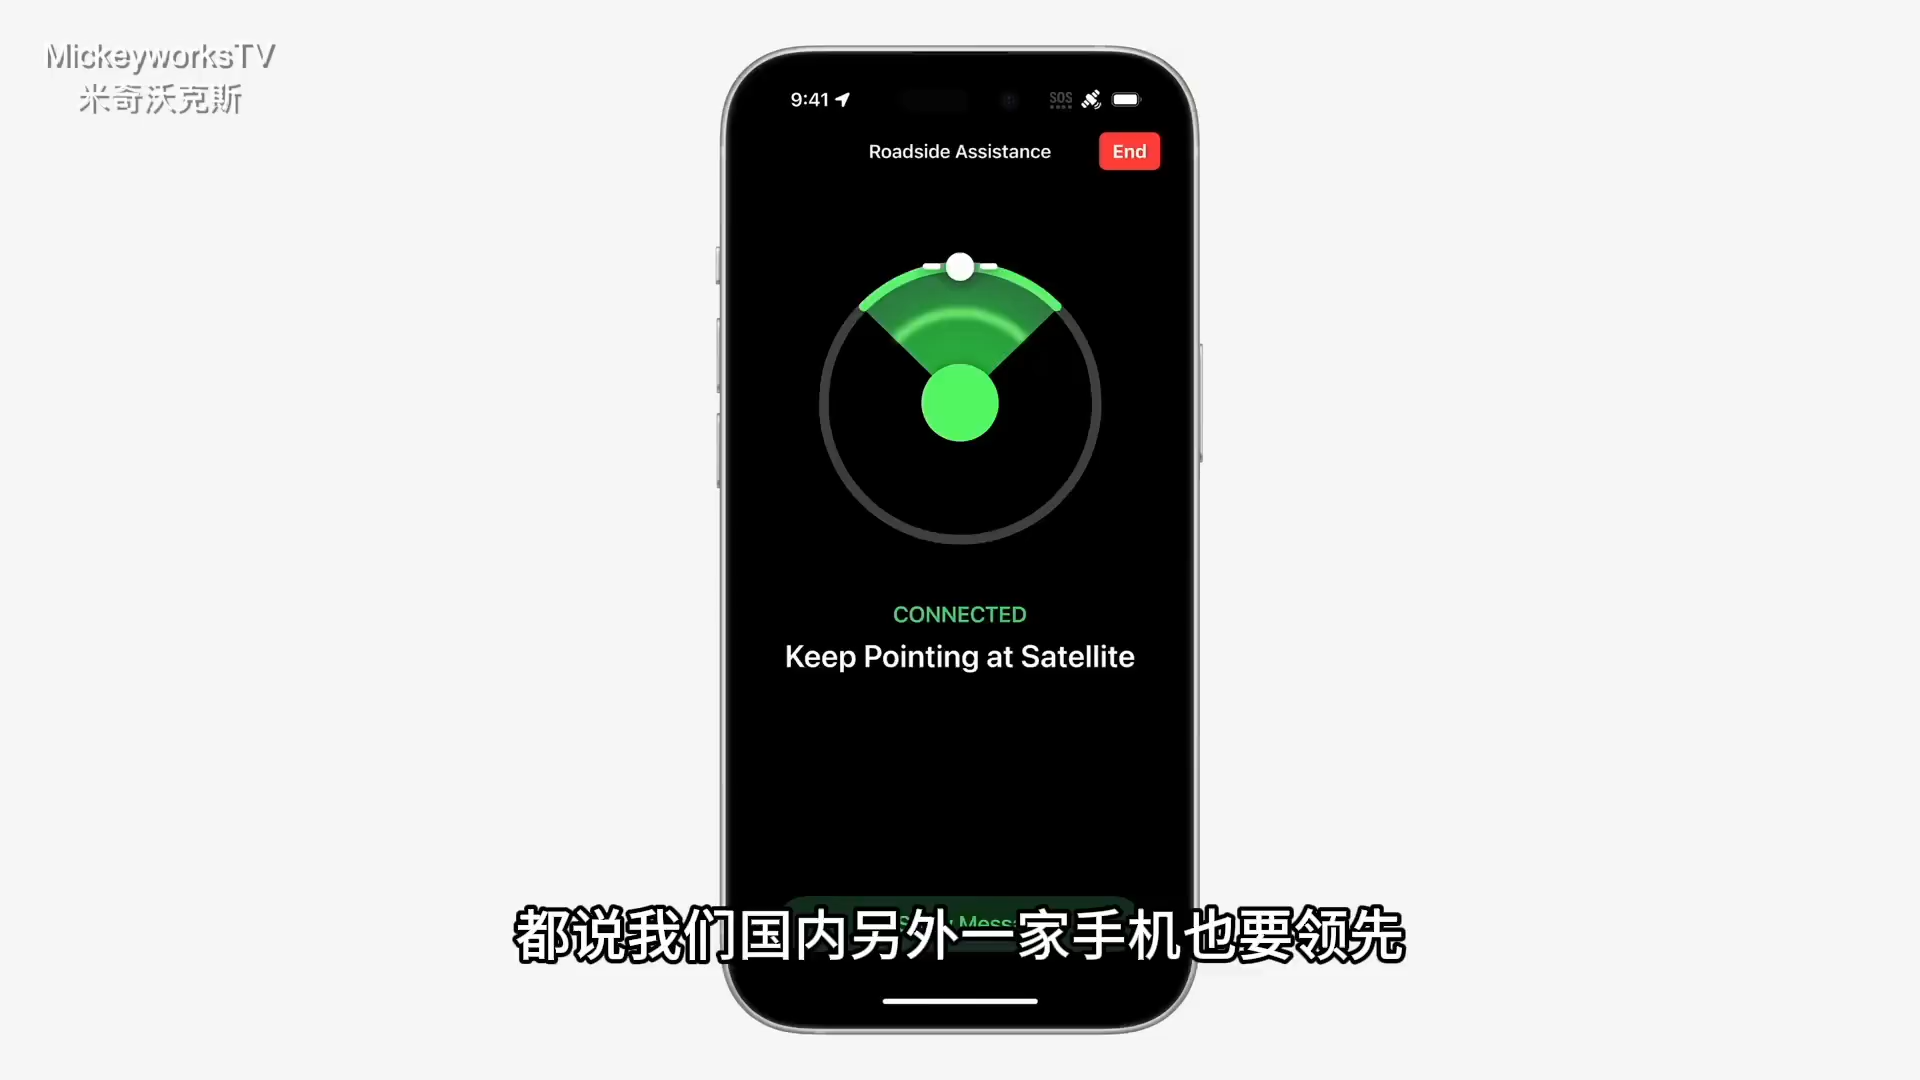 MickeyworksTV
米奇沃克斯
9:41
SOS
Roadside Assistance
End
CONNECTED
Keep Pointing at Satellite
都说我们国内另外一家手机也要领先